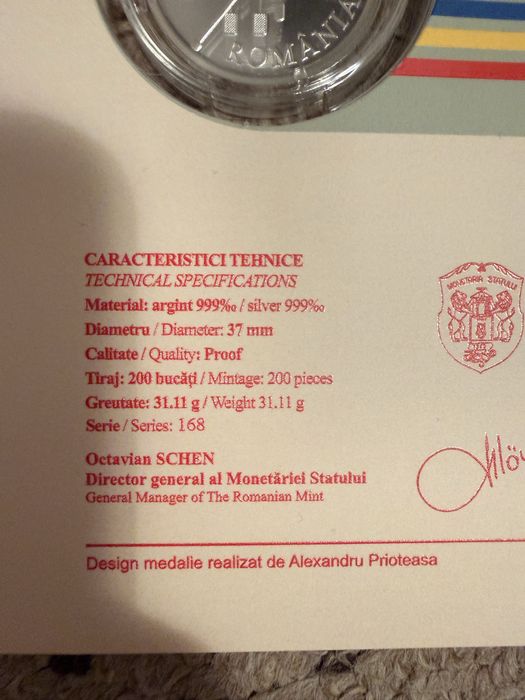 ROMÂNIA
CARACTERISTICI TEHNICE
TECHNICAL SPECIFICATIONS
Material: argint 999‰ / silver 999‰
Diametru / Diameter: 37 mm
Calitate / Quality: Proof
Tiraj: 200 bucăți / Mintage: 200 pieces
Greutate: 31.11 g / Weight 31.11 g
Serie / Series: 168
MONETĂRIA STATULUI
Octavian SCHEN
Director general al Monetăriei Statului
General Manager of The Romanian Mint
Design medalie realizat de Alexandru Prioteasa